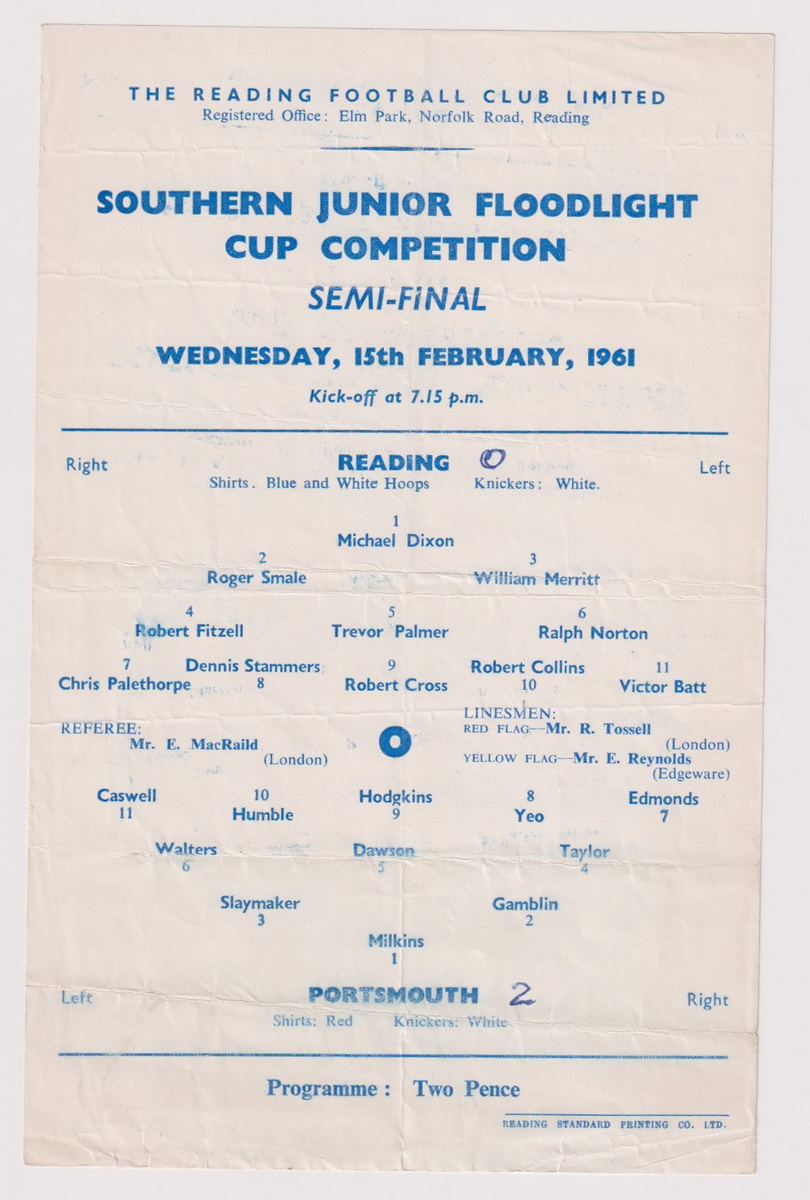 THE READING FOOTBALL CLUB LIMITED
Registered Office: Elm Park, Norfolk Road, Reading
SOUTHERN JUNIOR FLOODLIGHT
CUP COMPETITION
SEMI-FINAL
WEDNESDAY, 15th FEBRUARY, 1961
Kick-off at 7.15 p.m.
Right READING 0 Left
Shirts. Blue and White Hoops Knickers: White.
1
Michael Dixon
2 3
Roger Smale William Merritt
4 5 6
Robert Fitzell Trevor Palmer Ralph Norton
7 Dennis Stammers 9 Robert Collins 11
Chris Palethorpe 8 Robert Cross 10 Victor Batt
REFEREE:
Mr. E. MacRaild
(London)
O
LINESMEN:
RED FLAG—Mr. R. Tossell
(London)
YELLOW FLAG—Mr. E. Reynolds
(Edgeware)
Caswell 10 Hodgkins 8 Edmonds
11 Humble 9 Yeo 7
Walters Dawson Taylor
6 5 4
Slaymaker Gamblin
3 2
Milkins
1
Left PORTSMOUTH 2 Right
Shirts: Red Knickers: White
Programme: Two Pence
READING STANDARD PRINTING CO. LTD.